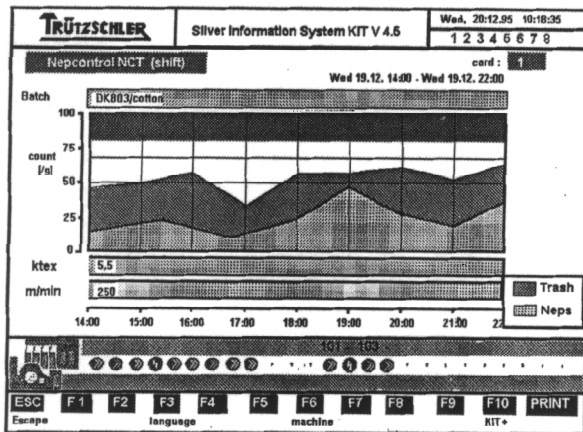 TRÜTZSCHLER
Sliver Information System KIT V 4.5
Wed, 20:12.95 10:18:35
1 2 3 4 5 6 7 8
Nepcontrol NCT (shift)
card : 1
Wed 19.12. 14:00 - Wed 19.12. 22:00
Batch DK803/cotton
100
75
count
[/s]
50
25
0
ktex 5,5
m/min 250
Trash
Neps
14:00 15:00 16:00 17:00 18:00 19:00 20:00 21:00 22
101 - 103
ESC F1 F2 F3 F4 F5 F6 F7 F8 F9 F10 PRINT
Escape language machine KIT+